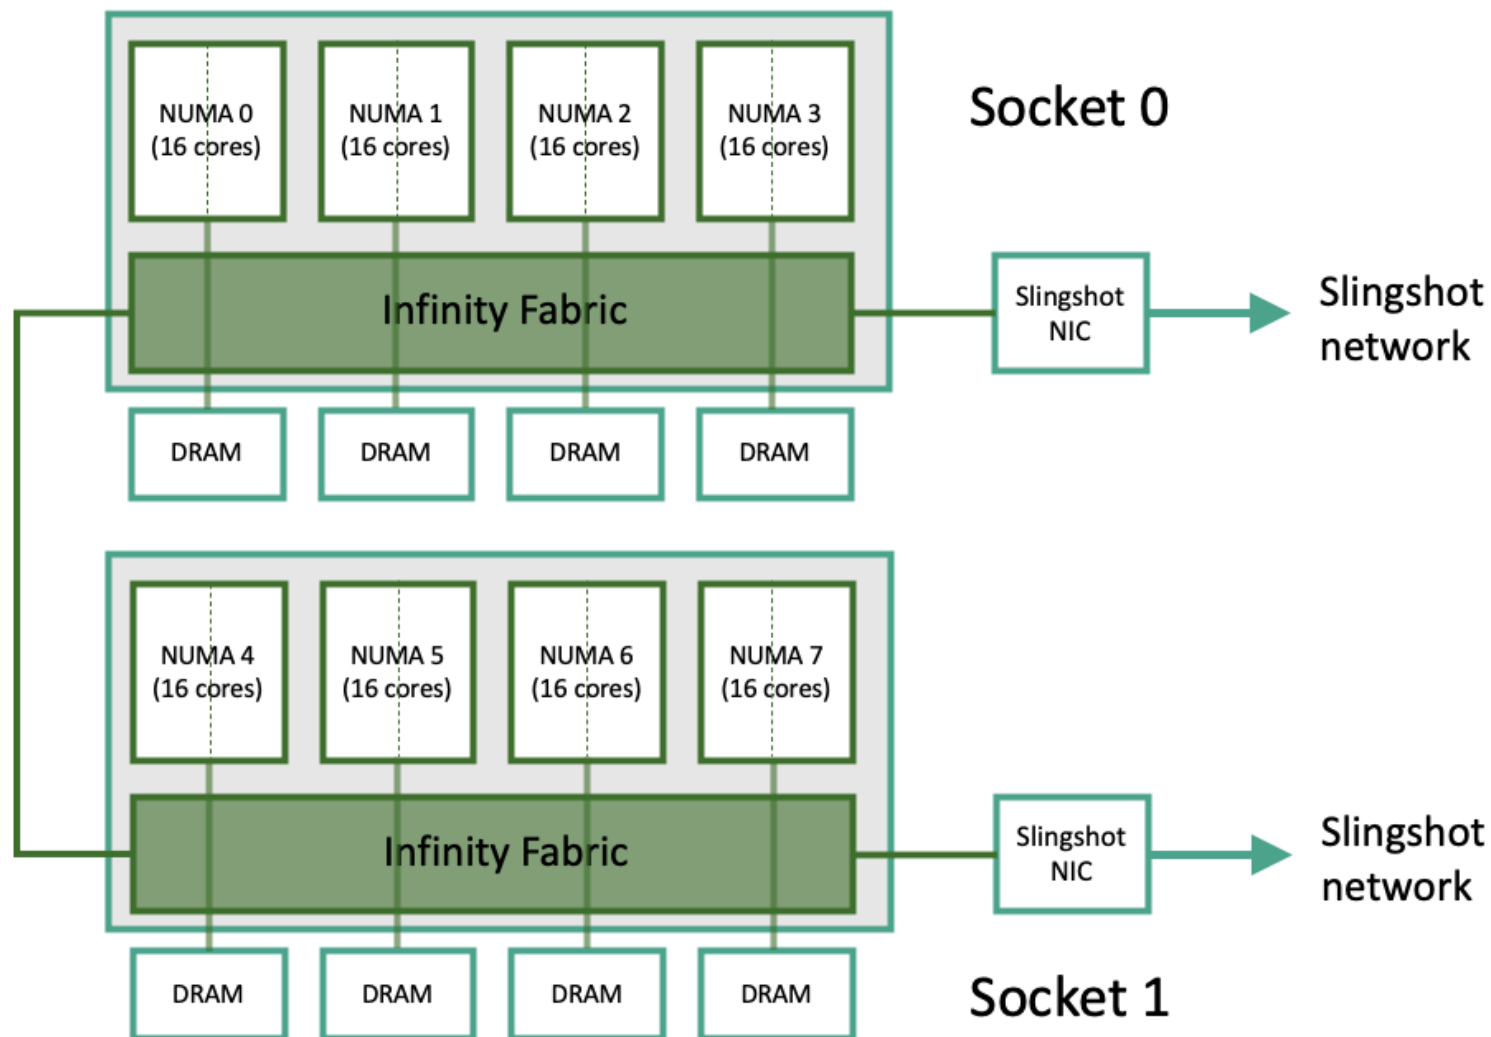 Socket 0
NUMA 0
(16 cores)
NUMA 1
(16 cores)
NUMA 2
(16 cores)
NUMA 3
(16 cores)
Infinity Fabric
Slingshot
NIC
Slingshot
network
DRAM
DRAM
DRAM
DRAM
NUMA 4
(16 cores)
NUMA 5
(16 cores)
NUMA 6
(16 cores)
NUMA 7
(16 cores)
Infinity Fabric
Slingshot
NIC
Slingshot
network
DRAM
DRAM
DRAM
DRAM
Socket 1